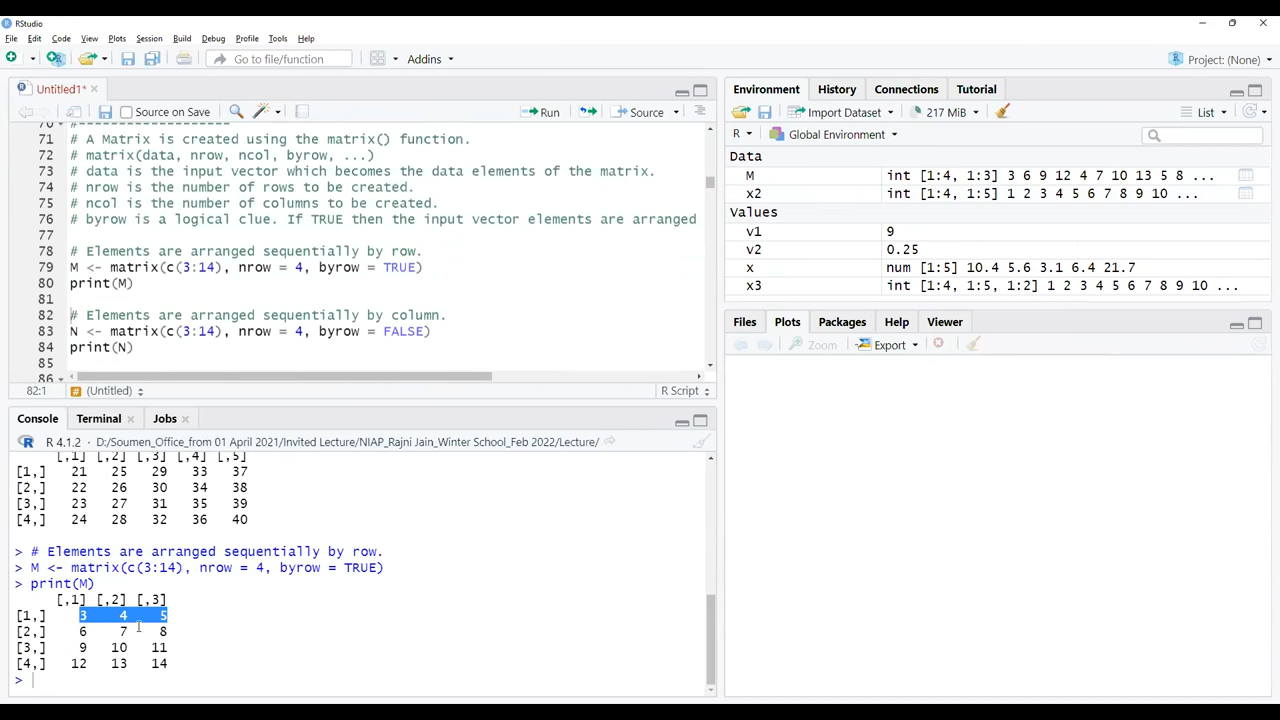 RStudio
File Edit Code View Plots Session Build Debug Profile Tools Help
Go to file/function Addins Project: (None)
Untitled1*
Source on Save Run Source
71 # A Matrix is created using the matrix() function.
72 # matrix(data, nrow, ncol, byrow, ...)
73 # data is the input vector which becomes the data elements of the matrix.
74 # nrow is the number of rows to be created.
75 # ncol is the number of columns to be created.
76 # byrow is a logical clue. If TRUE then the input vector elements are arranged
77
78 # Elements are arranged sequentially by row.
79 M <- matrix(c(3:14), nrow = 4, byrow = TRUE)
80 print(M)
81
82 # Elements are arranged sequentially by column.
83 N <- matrix(c(3:14), nrow = 4, byrow = FALSE)
84 print(N)
85
86
82:1 (Untitled) R Script
Console Terminal Jobs
R 4.1.2 · D:/Soumen_Office_from 01 April 2021/Invited Lecture/NIAP_Rajni Jain_Winter School_Feb 2022/Lecture/
[,1] [,2] [,3] [,4] [,5]
[1,] 21 25 29 33 37
[2,] 22 26 30 34 38
[3,] 23 27 31 35 39
[4,] 24 28 32 36 40
> # Elements are arranged sequentially by row.
> M <- matrix(c(3:14), nrow = 4, byrow = TRUE)
> print(M)
[,1] [,2] [,3]
[1,] 3 4 5
[2,] 6 7 8
[3,] 9 10 11
[4,] 12 13 14
>
Environment History Connections Tutorial
Import Dataset 217 MiB List
R Global Environment
Data
M int [1:4, 1:3] 3 6 9 12 4 7 10 13 5 8 ...
x2 int [1:4, 1:5] 1 2 3 4 5 6 7 8 9 10 ...
Values
v1 9
v2 0.25
x num [1:5] 10.4 5.6 3.1 6.4 21.7
x3 int [1:4, 1:5, 1:2] 1 2 3 4 5 6 7 8 9 10 ...
Files Plots Packages Help Viewer
Zoom Export